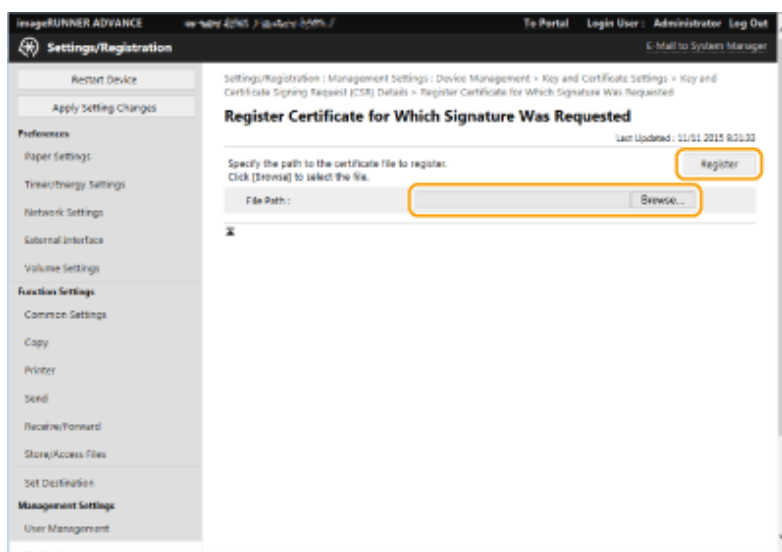 imageRUNNER ADVANCE
To Portal Login User : Administrator Log Out
Settings/Registration
E-Mail to System Manager
Restart Device
Apply Setting Changes
Preferences
Paper Settings
Timer/Energy Settings
Network Settings
External Interface
Volume Settings
Function Settings
Common Settings
Copy
Printer
Send
Receive/Forward
Store/Access Files
Set Destination
Management Settings
User Management
Settings/Registration : Management Settings : Device Management > Key and Certificate Settings > Key and
Certificate Signing Request (CSR) Details > Register Certificate for Which Signature Was Requested
Register Certificate for Which Signature Was Requested
Last Updated : 11/11 2015
Specify the path to the certificate file to register.
Click [Browse] to select the file.
Register
File Path :
Browse...